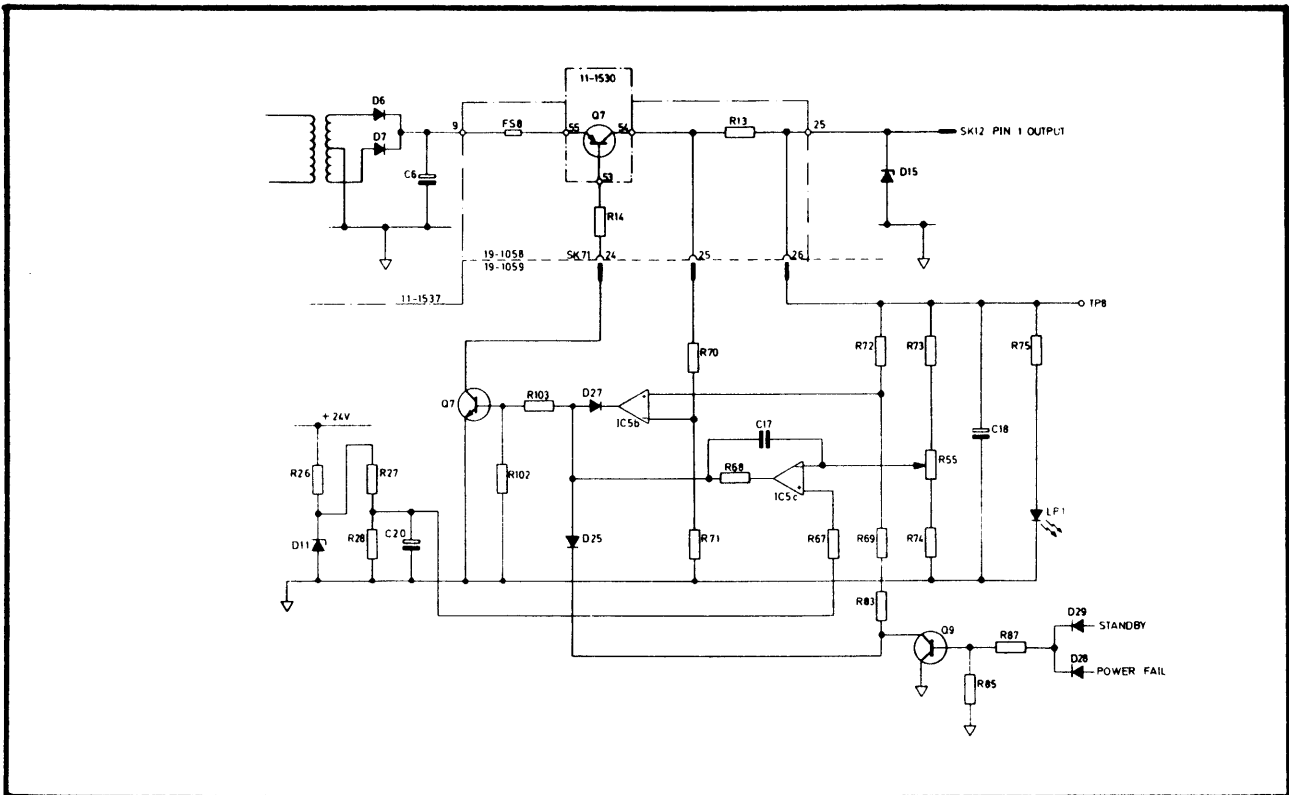 11-1530
D6
Q7
D7
9
FS8
55
54
R13
25
SK12 PIN 1 OUTPUT
C6
53
D15
R14
19-1058
SK71
24
25
26
19-1059
11-1537
TP8
R72
R73
R75
R70
D27
R103
Q7
IC5b
+ 24V
C17
C18
R55
R26
R27
R68
R102
IC5c
LP1
D11
R28
C20
D25
R71
R67
R69
R74
R83
D29
STANDBY
Q9
R87
D28
POWER FAIL
R85